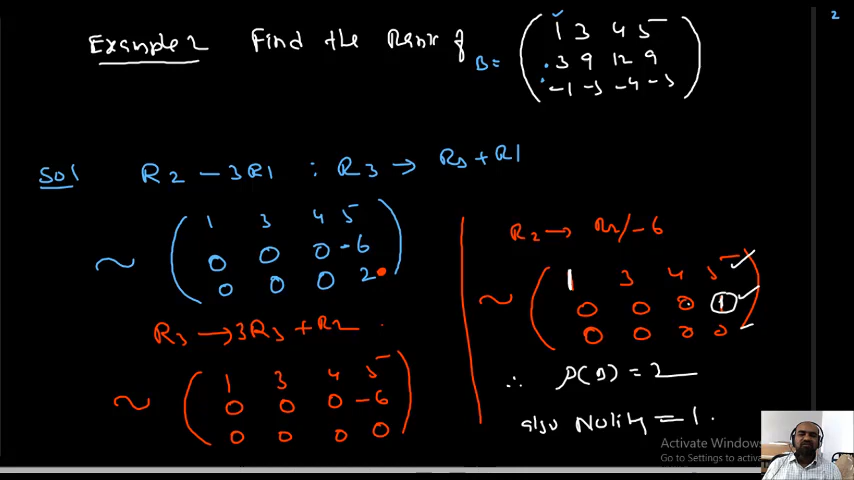 2
Example 2 Find the Rank of B = ( 1 3 4 5
3 9 12 9
-1 -3 -4 -3 )
Sol R2 - 3R1 : R3 → R3 + R1
~ ( 1 3 4 5
0 0 0 -6
0 0 0 2 )
R3 → 3R3 + R2
~ ( 1 3 4 5
0 0 0 -6
0 0 0 0 )
R2 → R2/-6
~ ( 1 3 4 5
0 0 0 1
0 0 0 0 )
∴ ρ(B) = 2
also Nulity = 1.
Activate Windows
Go to Settings to activa